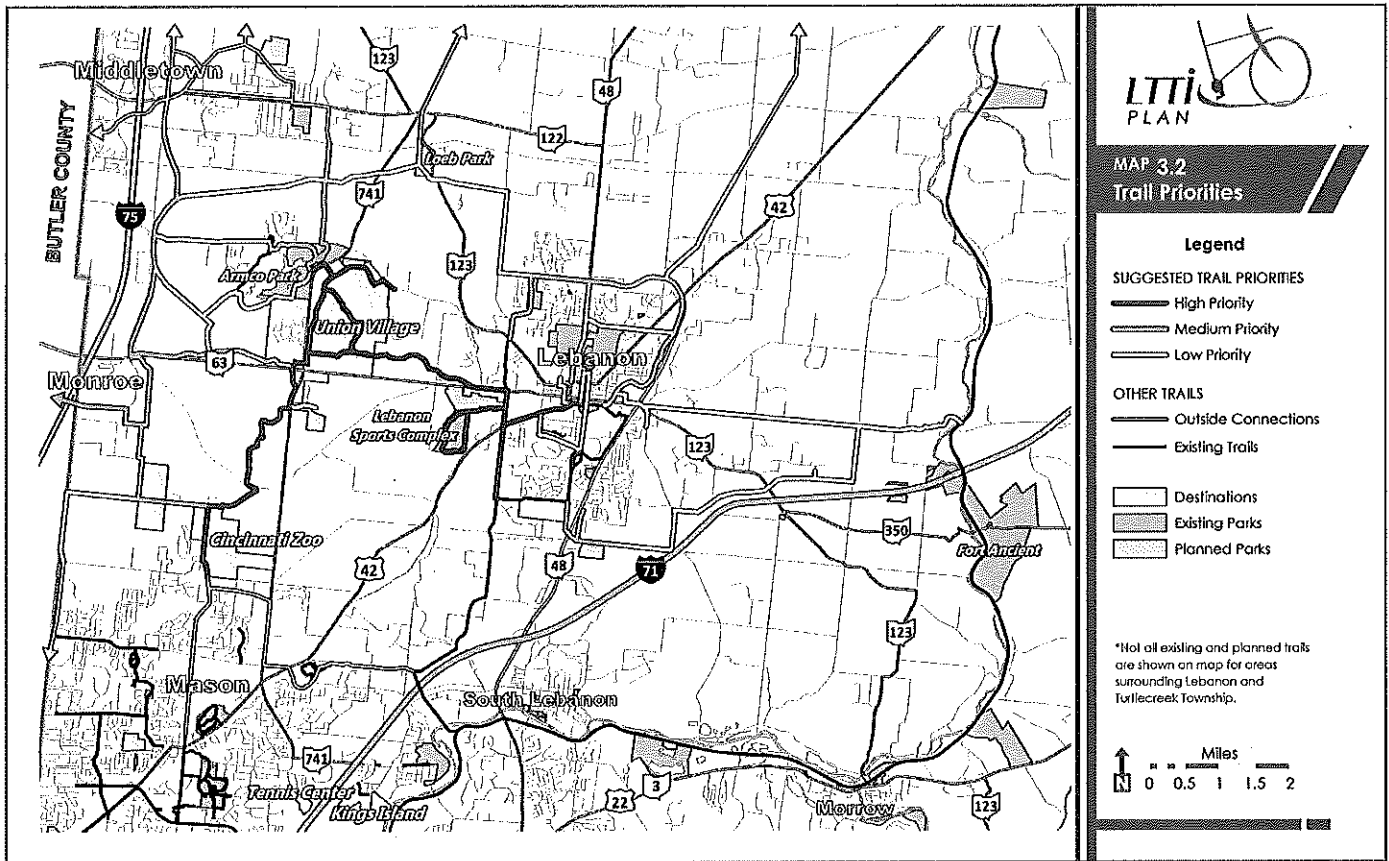 Middletown
123
48
BUTLER COUNTY
122
Loeb Park
741
75
42
123
Armco Park
Union Village
63
Lebanon
Monroe
Lebanon
Sports Complex
123
Cincinnati Zoo
350
Fort Ancient
42
48
71
123
Mason
South Lebanon
741
Tennis Center
Kings Island
3
22
Morrow
123
LTTi
PLAN
MAP 3.2
Trail Priorities
Legend
SUGGESTED TRAIL PRIORITIES
High Priority
Medium Priority
Low Priority
OTHER TRAILS
Outside Connections
Existing Trails
Destinations
Existing Parks
Planned Parks
*Not all existing and planned trails
are shown on map for areas
surrounding Lebanon and
Turtlecreek Township.
Miles
N 0 0.5 1 1.5 2